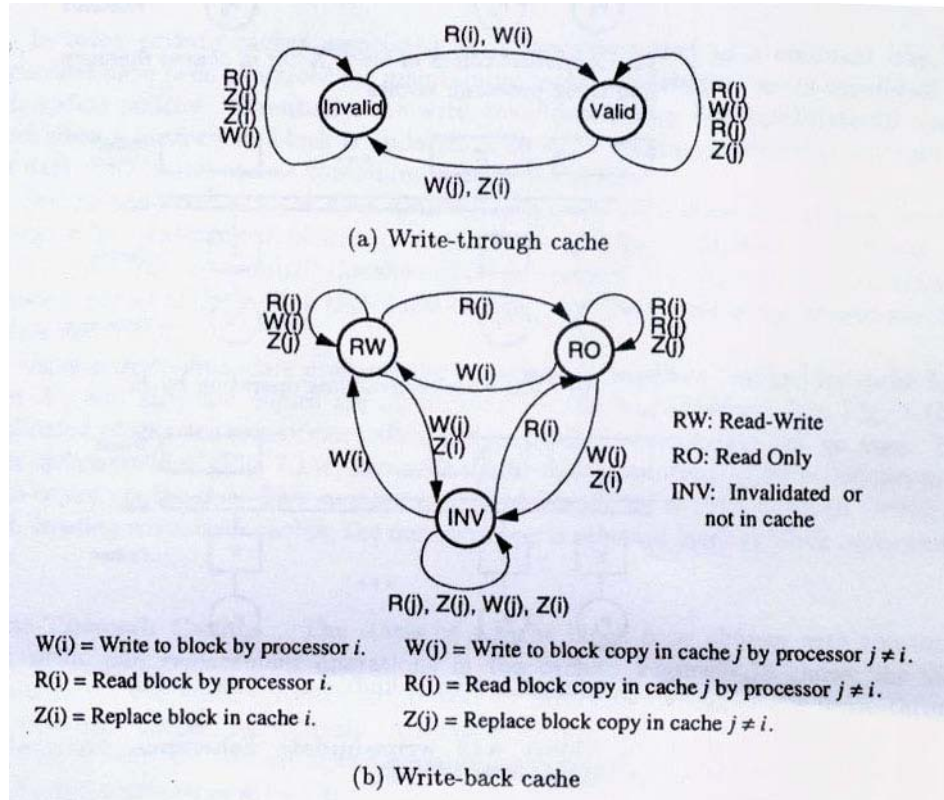 R(i), W(i)
R(j)
Z(j)
Z(i)
W(j)
Invalid
Valid
R(i)
W(i)
R(j)
Z(j)
W(j), Z(i)
(a) Write-through cache
R(i)
W(i)
Z(j)
RW
R(j)
RO
R(i)
R(j)
Z(j)
W(i)
W(i)
W(j)
Z(i)
R(i)
W(j)
Z(i)
INV
RW: Read-Write
RO: Read Only
INV: Invalidated or
not in cache
R(j), Z(j), W(j), Z(i)
W(i) = Write to block by processor i.
W(j) = Write to block copy in cache j by processor j ≠ i.
R(i) = Read block by processor i.
R(j) = Read block copy in cache j by processor j ≠ i.
Z(i) = Replace block in cache i.
Z(j) = Replace block copy in cache j ≠ i.
(b) Write-back cache